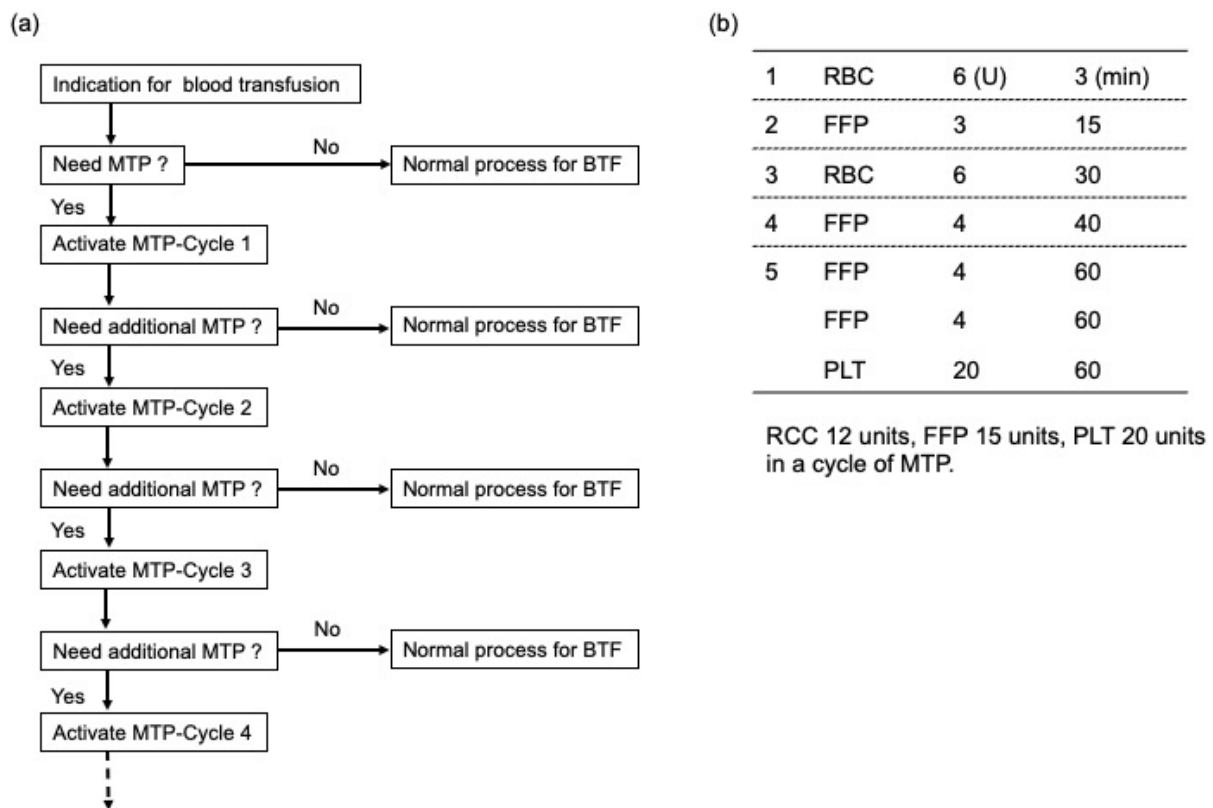 (a)
Indication for blood transfusion
Need MTP ?
No
Normal process for BTF
Yes
Activate MTP-Cycle 1
Need additional MTP ?
No
Normal process for BTF
Yes
Activate MTP-Cycle 2
Need additional MTP ?
No
Normal process for BTF
Yes
Activate MTP-Cycle 3
Need additional MTP ?
No
Normal process for BTF
Yes
Activate MTP-Cycle 4
(b)
1 RBC 6 (U) 3 (min)
2 FFP 3 15
3 RBC 6 30
4 FFP 4 40
5 FFP 4 60
FFP 4 60
PLT 20 60
RCC 12 units, FFP 15 units, PLT 20 units
in a cycle of MTP.